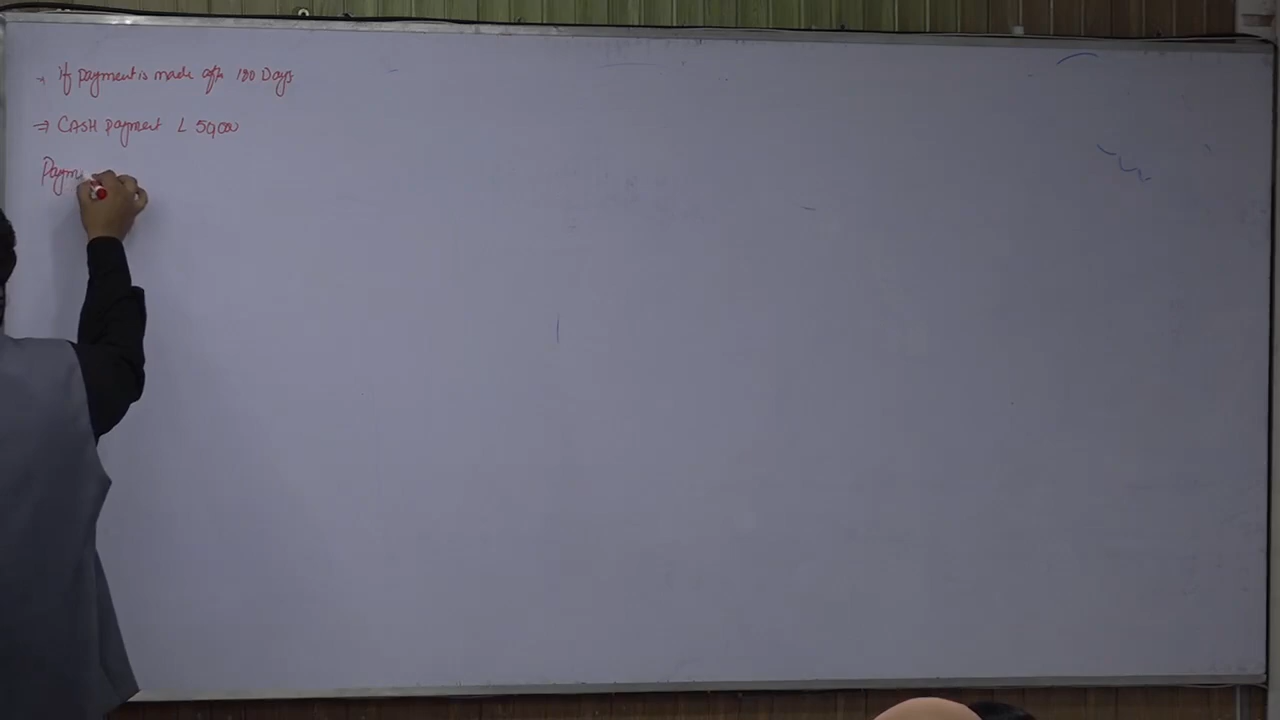 → If payment is made after 180 Days
⇒ CASH payment < 50,000
Paym